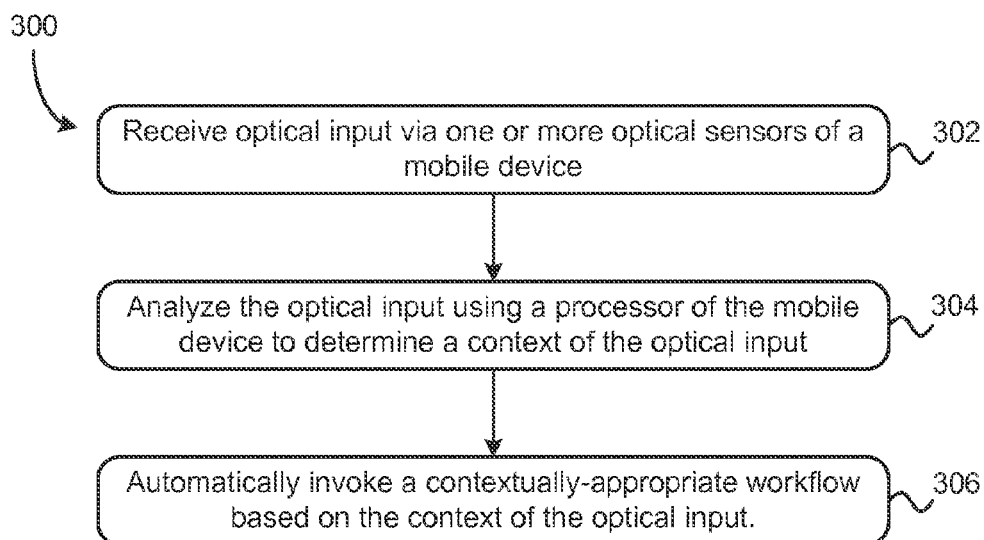 300
Receive optical input via one or more optical sensors of a
mobile device
302
Analyze the optical input using a processor of the mobile
device to determine a context of the optical input
304
Automatically invoke a contextually-appropriate workflow
based on the context of the optical input.
306